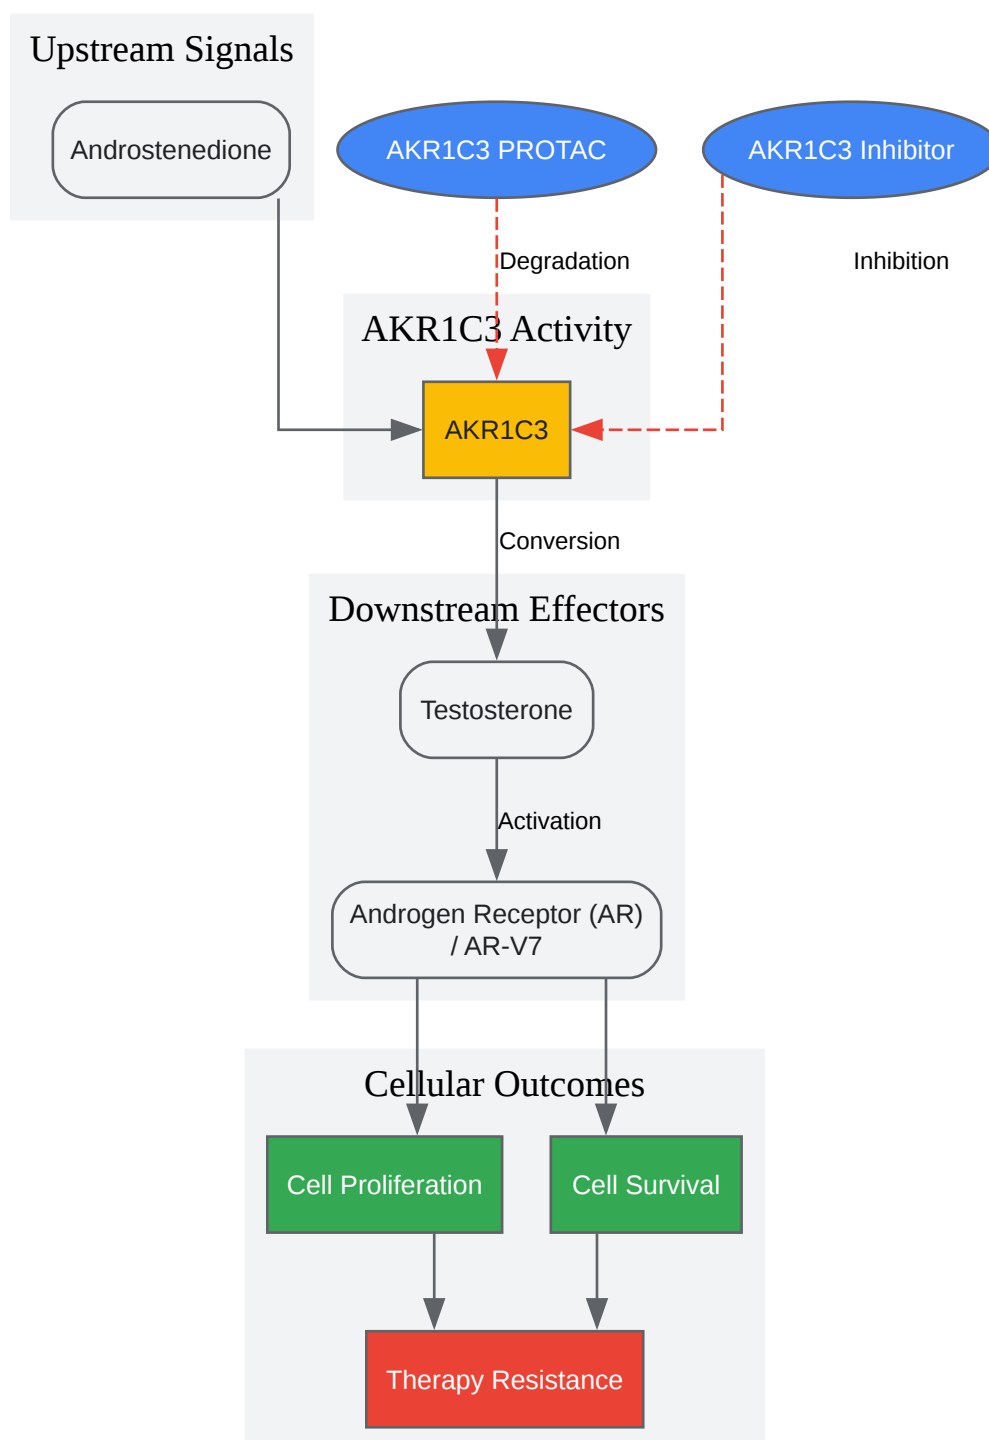 Upstream Signals
Androstenedione
AKR1C3 PROTAC
AKR1C3 Inhibitor
Degradation
Inhibition
AKR1C3 Activity
AKR1C3
Conversion
Downstream Effectors
Testosterone
Activation
Androgen Receptor (AR)
/ AR-V7
Cellular Outcomes
Cell Proliferation
Cell Survival
Therapy Resistance